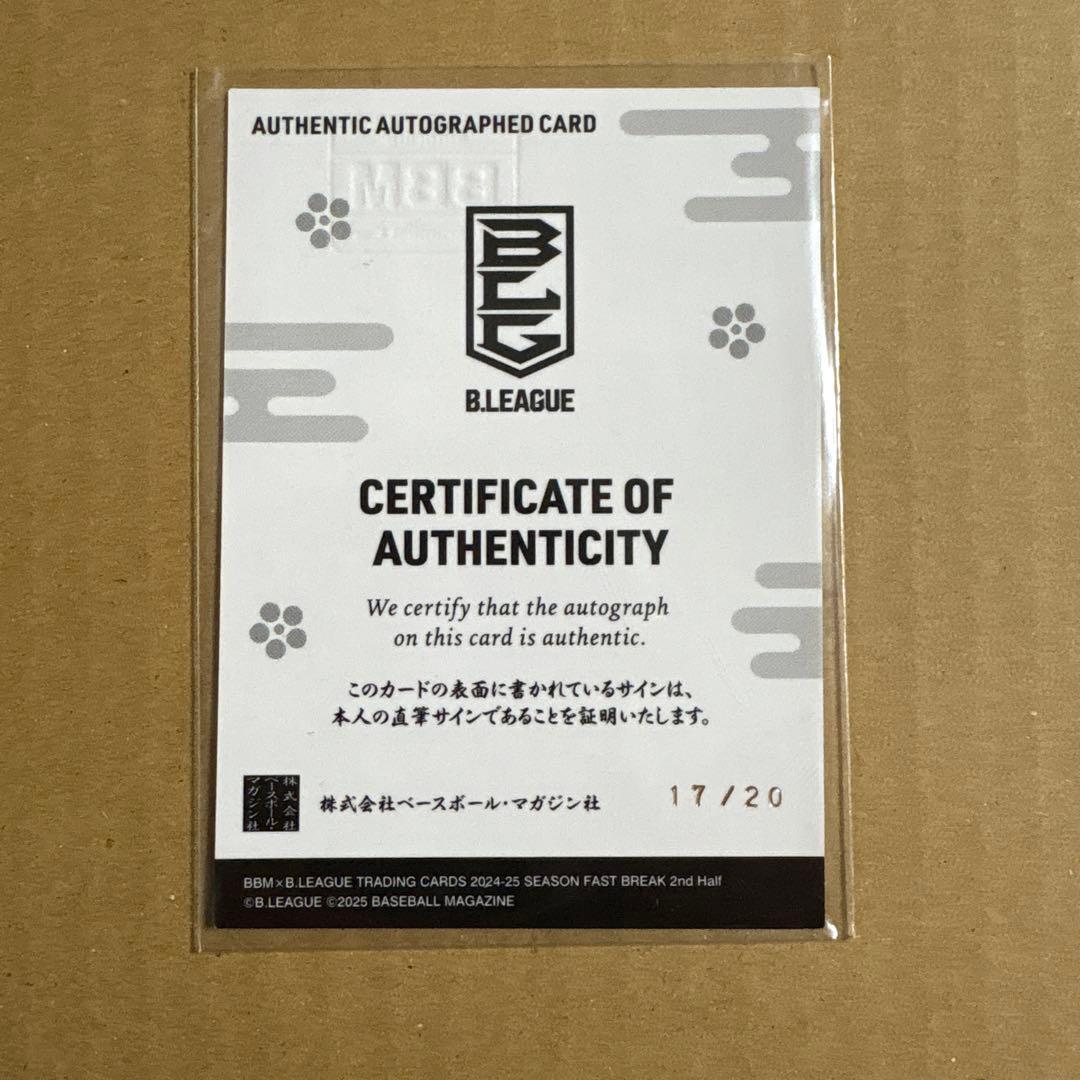 AUTHENTIC AUTOGRAPHED CARD
BBM
BLG
B.LEAGUE
CERTIFICATE OF
AUTHENTICITY
We certify that the autograph
on this card is authentic.
このカードの表面に書かれているサインは、
本人の直筆サインであることを証明いたします。
株式会社
ベースボール・
マガジン社
株式会社ベースボール・マガジン社
17/20
BBM×B.LEAGUE TRADING CARDS 2024-25 SEASON FAST BREAK 2nd Half
©B.LEAGUE ©2025 BASEBALL MAGAZINE